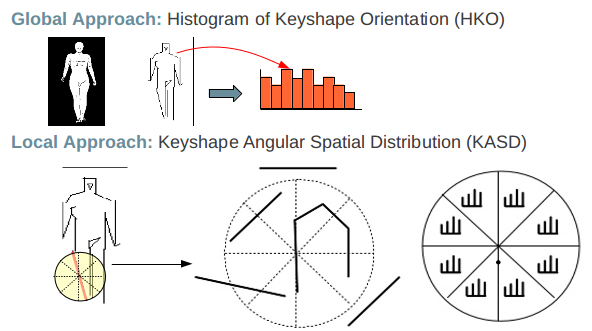 Global Approach: Histogram of Keyshape Orientation (HKO)
Local Approach: Keyshape Angular Spatial Distribution (KASD)